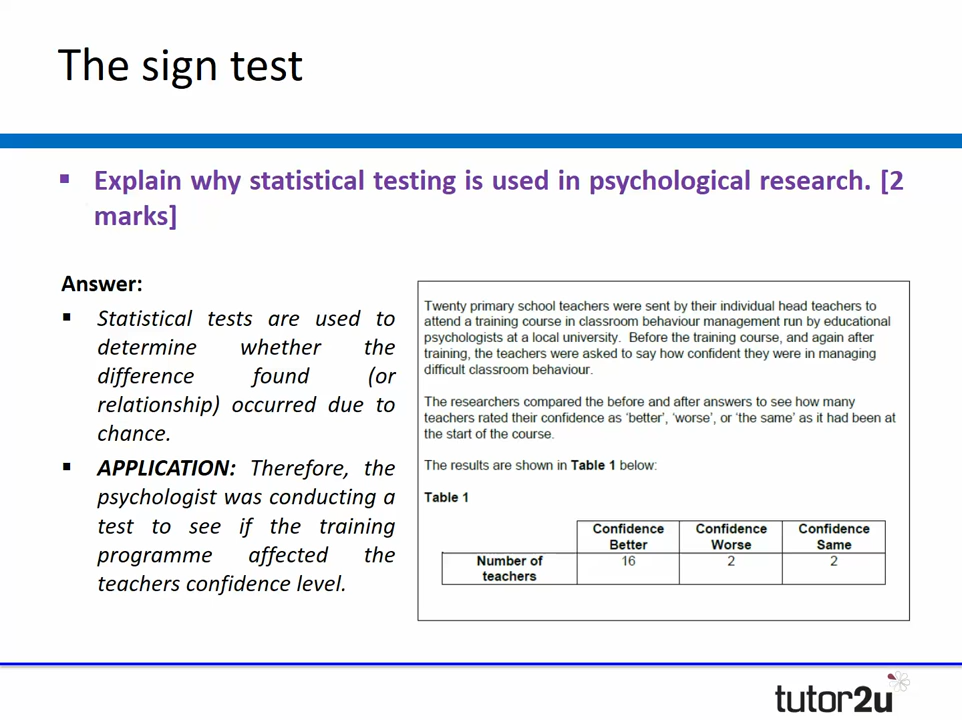 The sign test
▪ Explain why statistical testing is used in psychological research. [2
marks]
Answer:
▪ Statistical tests are used to
determine whether the
difference found (or
relationship) occurred due to
chance.
▪ APPLICATION: Therefore, the
psychologist was conducting a
test to see if the training
programme affected the
teachers confidence level.
Twenty primary school teachers were sent by their individual head teachers to
attend a training course in classroom behaviour management run by educational
psychologists at a local university. Before the training course, and again after
training, the teachers were asked to say how confident they were in managing
difficult classroom behaviour.
The researchers compared the before and after answers to see how many
teachers rated their confidence as 'better', 'worse', or 'the same' as it had been at
the start of the course.
The results are shown in Table 1 below:
Table 1
Confidence Confidence Confidence
Better Worse Same
Number of 16 2 2
teachers
tutor2u